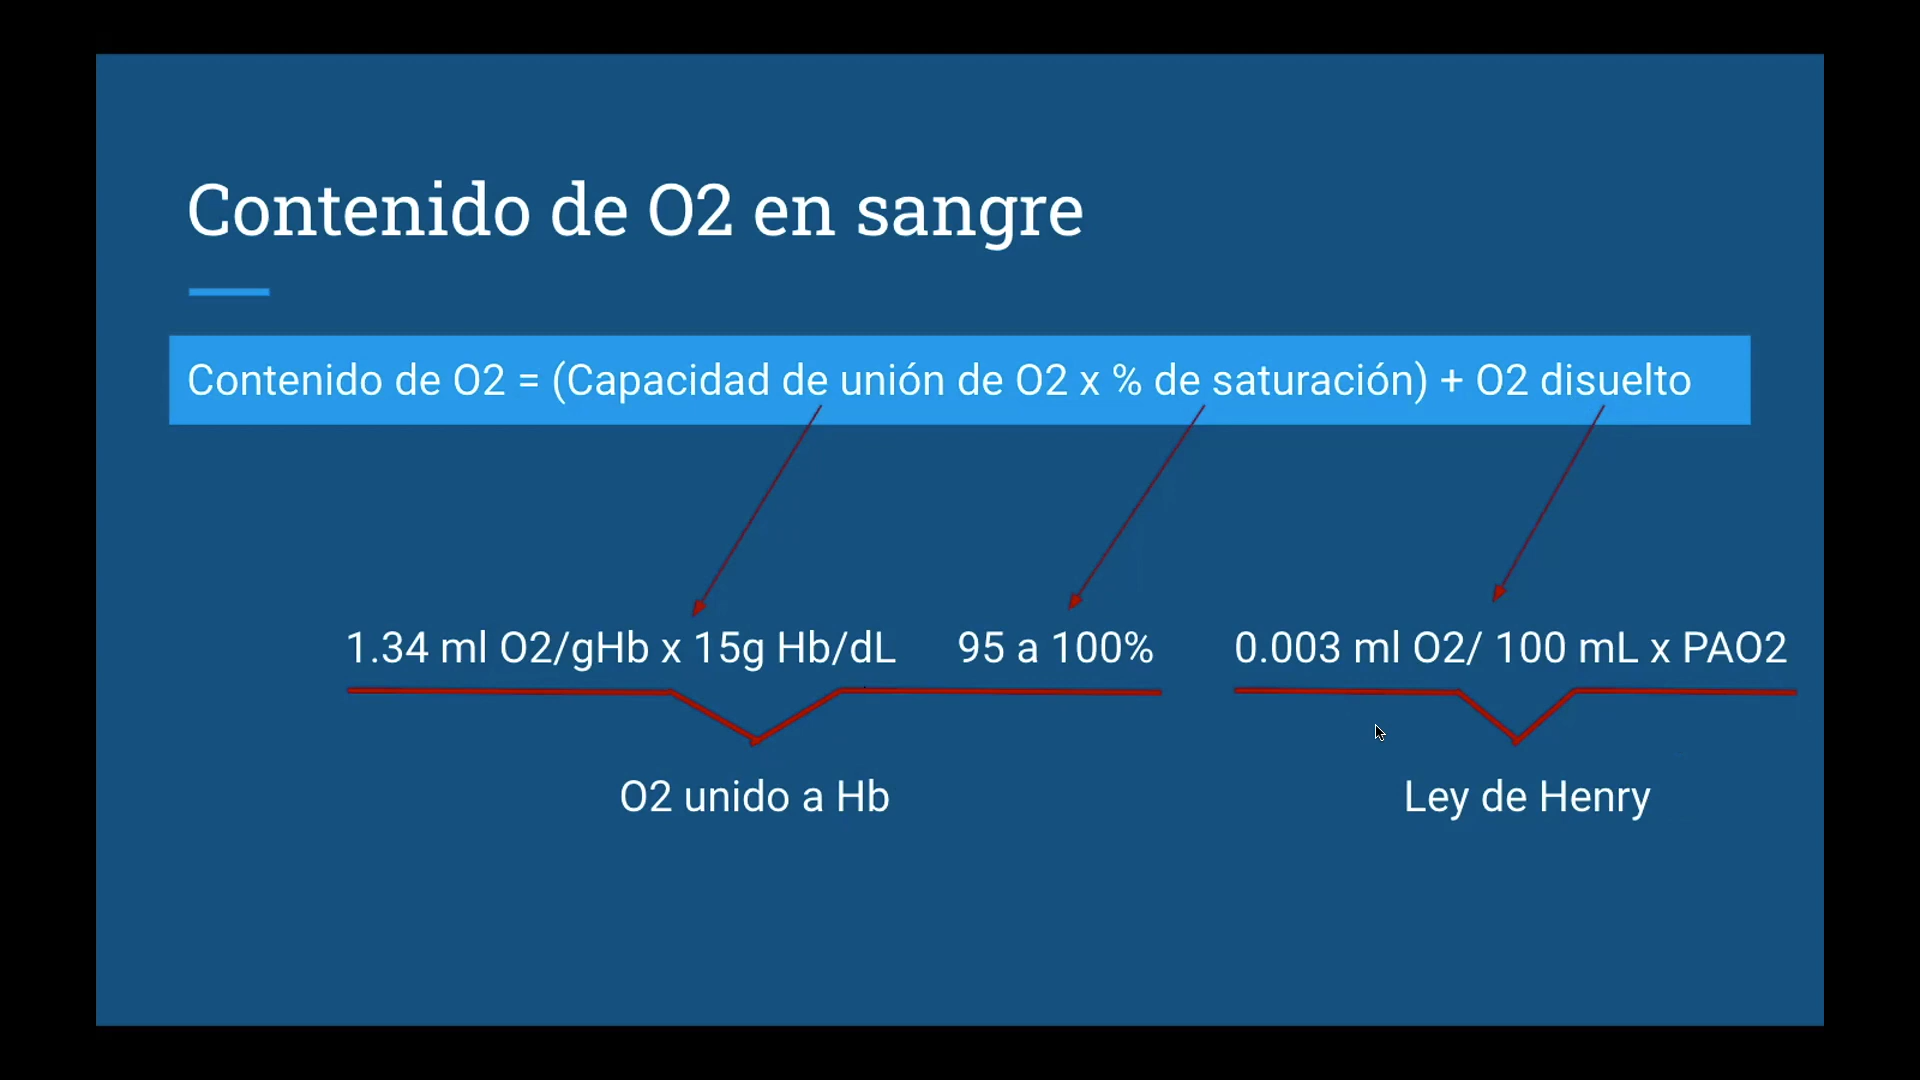 Contenido de O2 en sangre
Contenido de O2 = (Capacidad de unión de O2 x % de saturación) + O2 disuelto
1.34 ml O2/gHb x 15g Hb/dL 95 a 100% 0.003 ml O2/ 100 mL x PAO2
O2 unido a Hb Ley de Henry